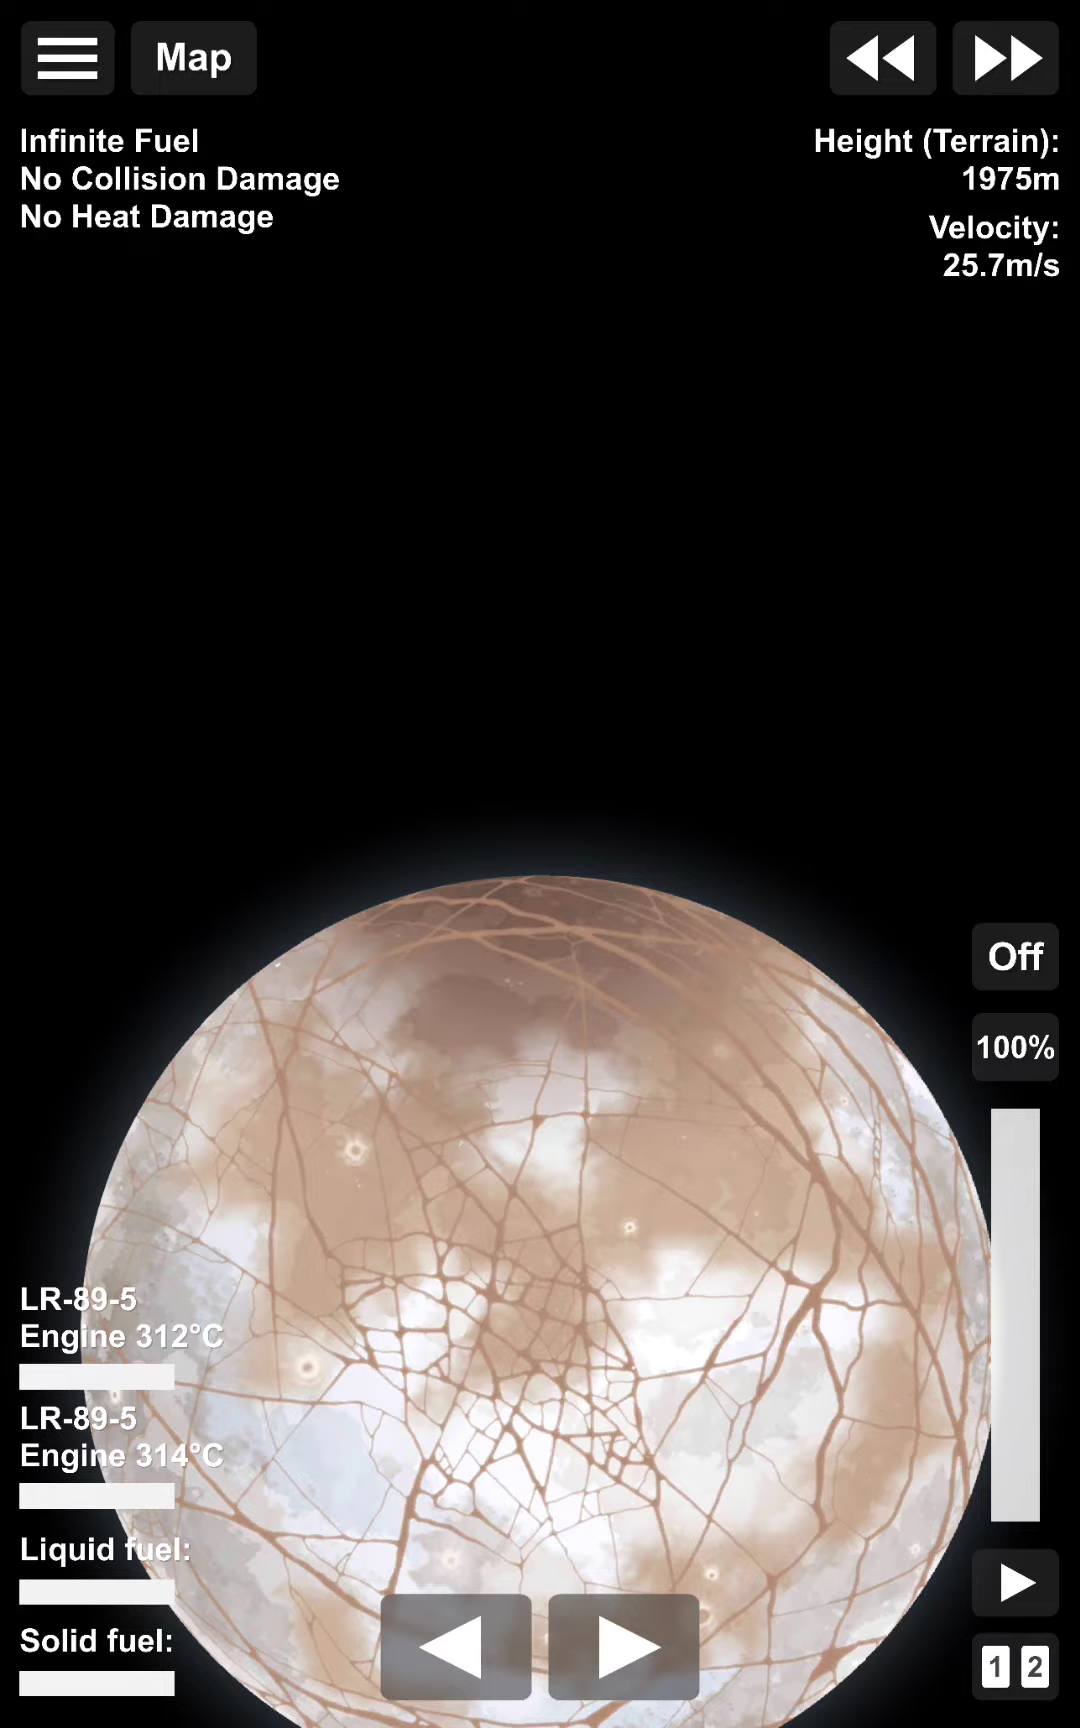 Map
Infinite Fuel
No Collision Damage
No Heat Damage
Height (Terrain):
1975m
Velocity:
25.7m/s
Off
100%
LR-89-5
Engine 312°C
LR-89-5
Engine 314°C
Liquid fuel:
Solid fuel:
1 2